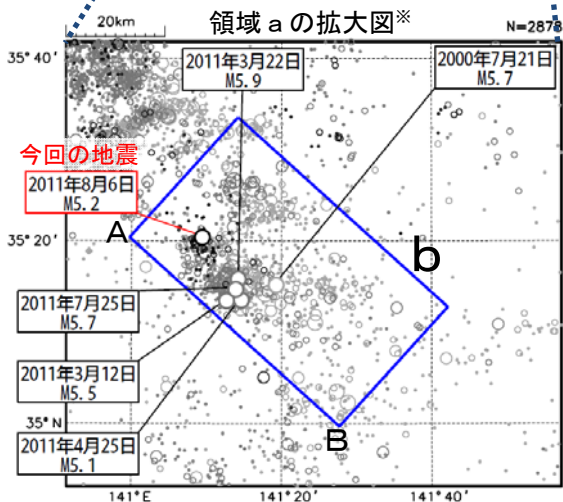 20km
領域ａの拡大図※
N=2878
35°40′
2011年3月22日
M5.9
2000年7月21日
M5.7
今回の地震
2011年8月6日
M5.2
A
35°20′
b
2011年7月25日
M5.7
2011年3月12日
M5.5
35°N
B
2011年4月25日
M5.1
141°E
141°20′
141°40′